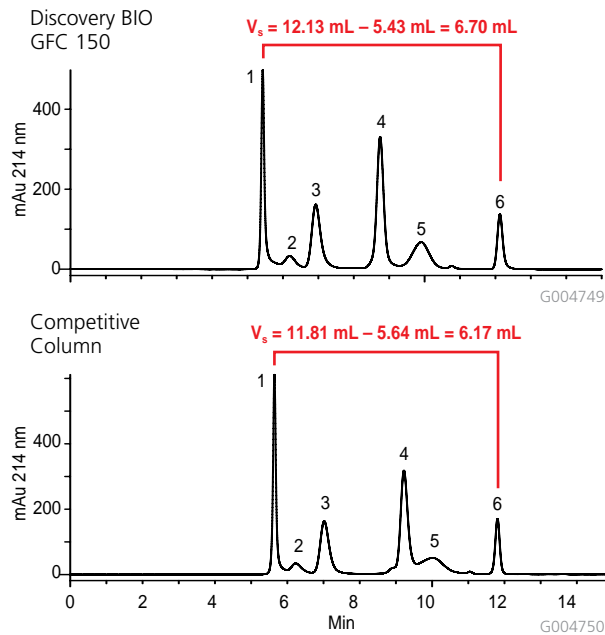 Discovery BIO
GFC 150
Vs = 12.13 mL – 5.43 mL = 6.70 mL
mAu 214 nm
400
200
0
1
2
3
4
5
6
G004749
Competitive
Column
Vs = 11.81 mL – 5.64 mL = 6.17 mL
mAu 214 nm
400
200
0
1
2
3
4
5
6
0 2 4 6 8 10 12 14
Min
G004750